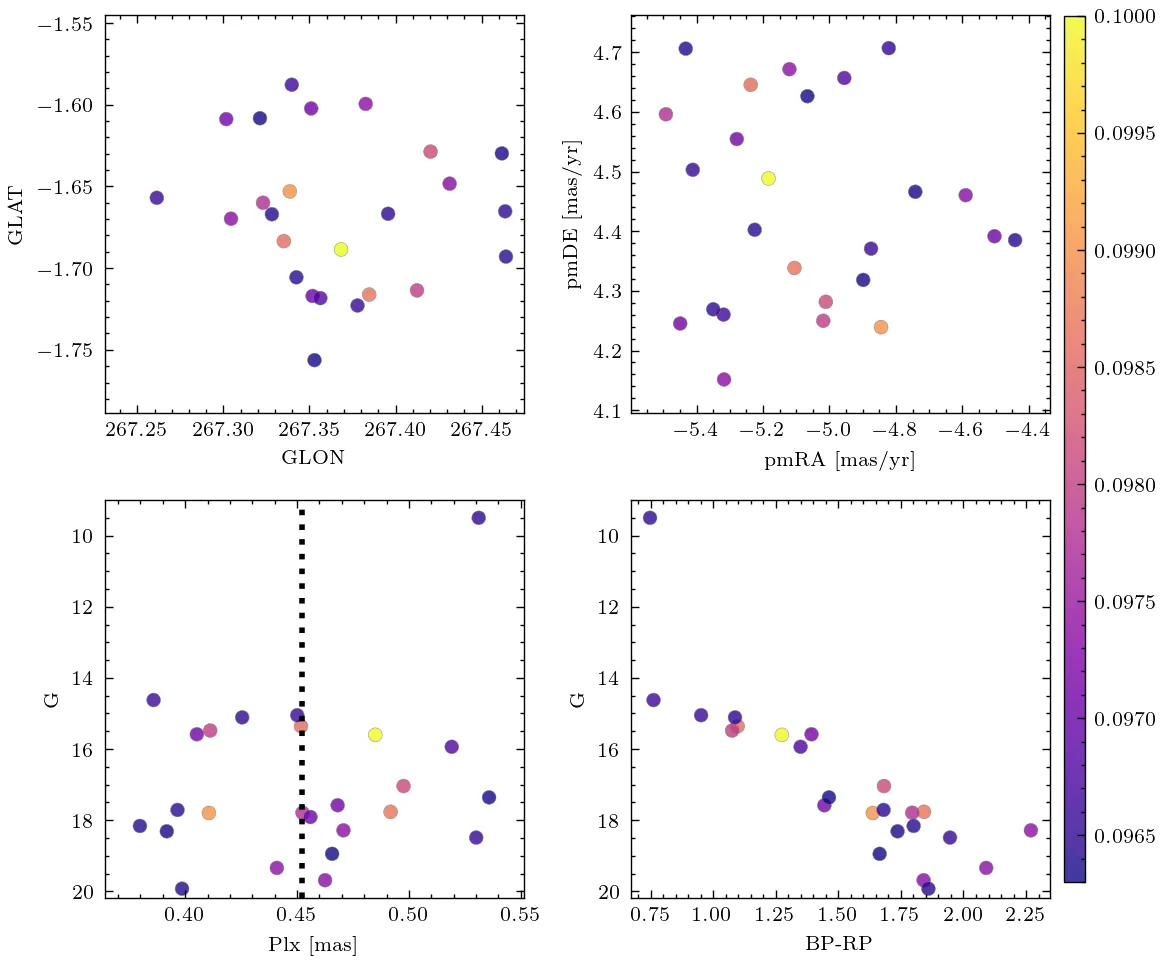 −1.55
−1.60
−1.65
−1.70
−1.75
GLAT
267.25 267.30 267.35 267.40 267.45
GLON
4.7
4.6
4.5
4.4
4.3
4.2
4.1
pmDE [mas/yr]
−5.4 −5.2 −5.0 −4.8 −4.6 −4.4
pmRA [mas/yr]
0.1000
0.0995
0.0990
0.0985
0.0980
0.0975
0.0970
0.0965
10
12
14
16
18
20
G
0.40 0.45 0.50 0.55
Plx [mas]
10
12
14
16
18
20
G
0.75 1.00 1.25 1.50 1.75 2.00 2.25
BP-RP